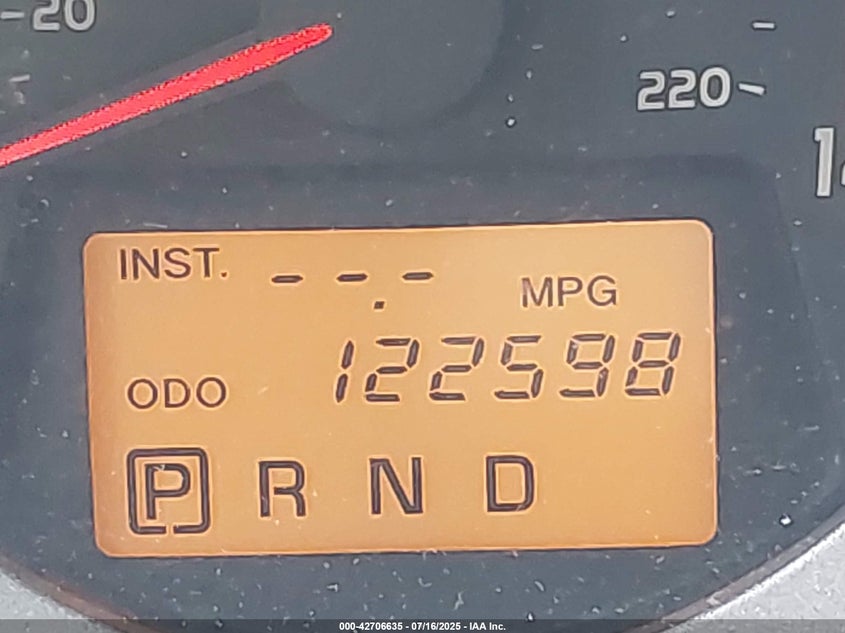 20
220
INST. --.- MPG
ODO 122598
P R N D
000-42706635 - 07/16/2025 - IAA Inc.